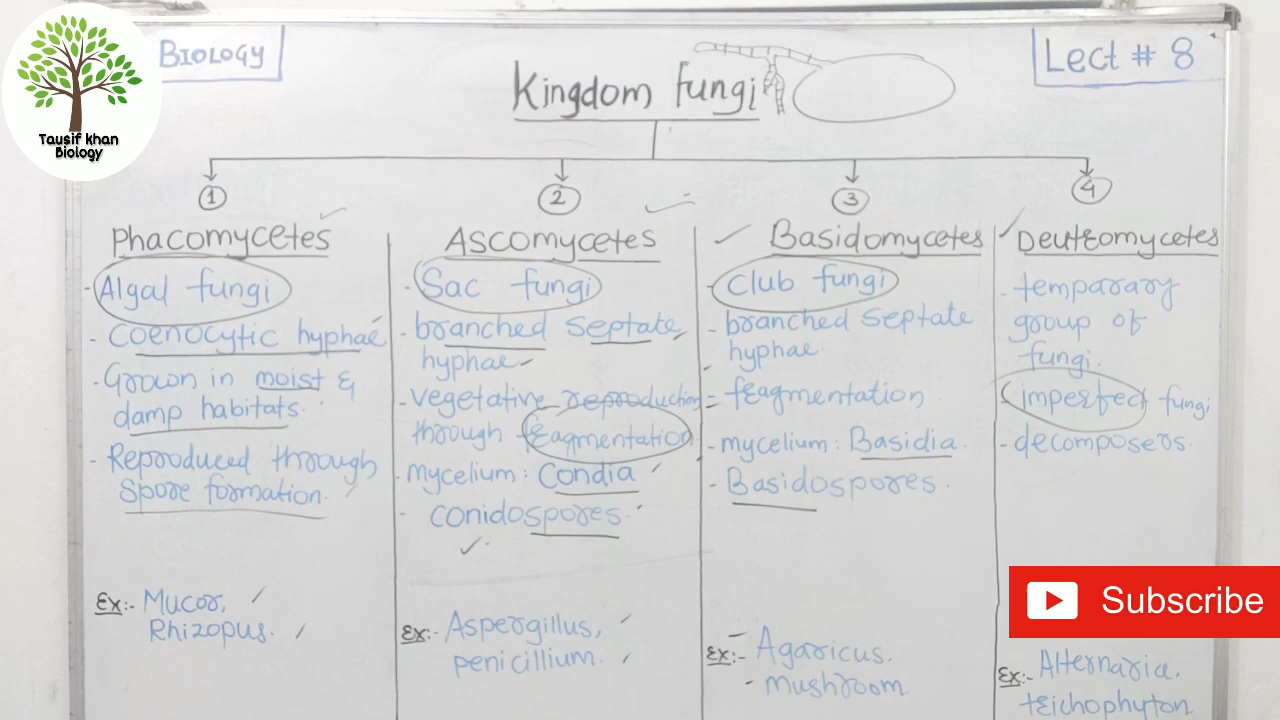 BIOLOGY
Lect # 8
Tausif khan
Biology
Kingdom fungi
1
2
3
4
Phacomycetes
- Algal fungi
- Coenocytic hyphae
- Grown in moist &
damp habitats.
- Reproduced through
spore formation.
Ex:- Mucor,
Rhizopus.
Ascomycetes
- Sac fungi
- branched septate
hyphae
- vegetative reproduction
through fragmentation
- mycelium: Condia
- conidospores.
Ex:- Aspergillus,
penicillium.
Basidomycetes
- club fungi
- branched septate
hyphae.
- fragmentation
- mycelium: Basidia.
- Basidospores.
Ex:- Agaricus.
- mushroom.
Deuteomycetes
- temparary
group of
fungi.
- imperfect fungi
- decomposers.
Ex:- Alternaria,
trichophyton
Subscribe